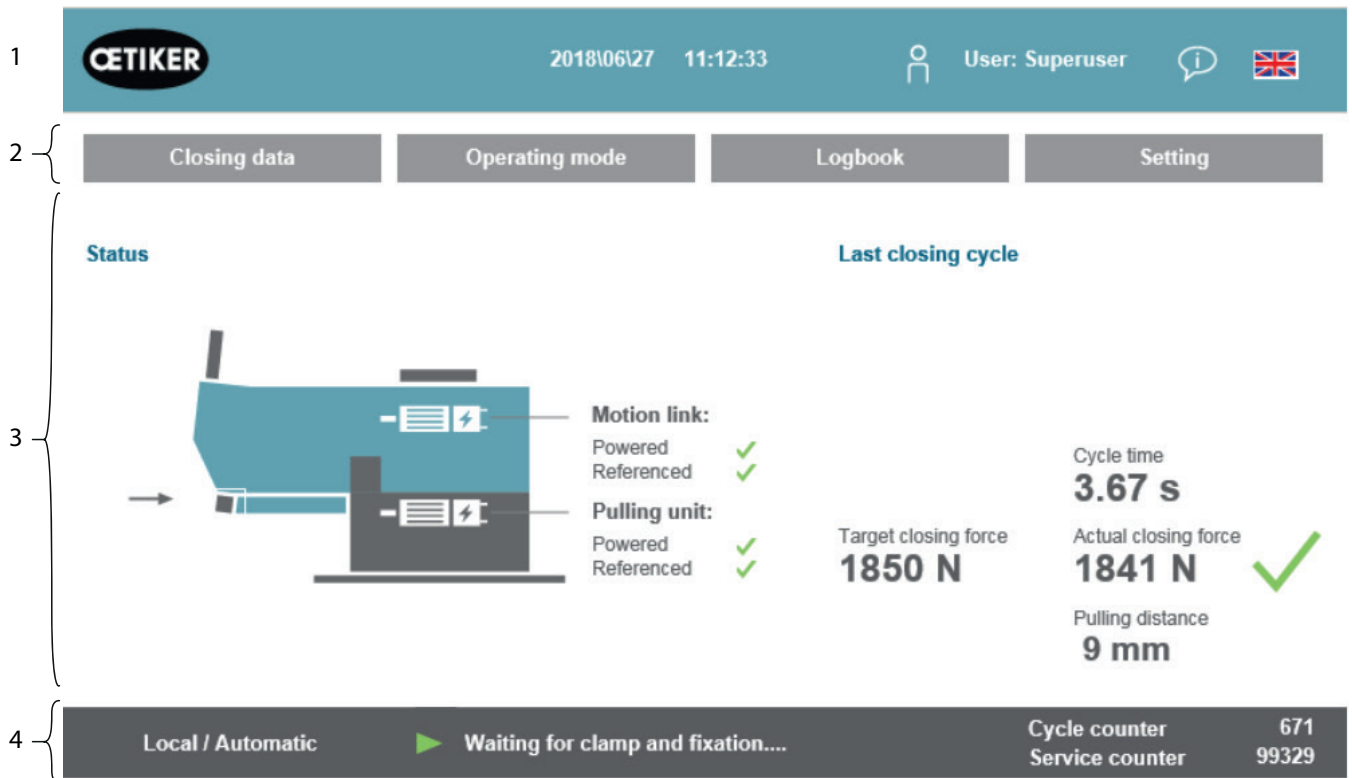 1
ŒTIKER
2018\06\27 11:12:33
User: Superuser
2
Closing data
Operating mode
Logbook
Setting
3
Status
Motion link:
Powered
Referenced
Pulling unit:
Powered
Referenced
Last closing cycle
Cycle time
3.67 s
Target closing force
1850 N
Actual closing force
1841 N
Pulling distance
9 mm
4
Local / Automatic
Waiting for clamp and fixation....
Cycle counter 671
Service counter 99329